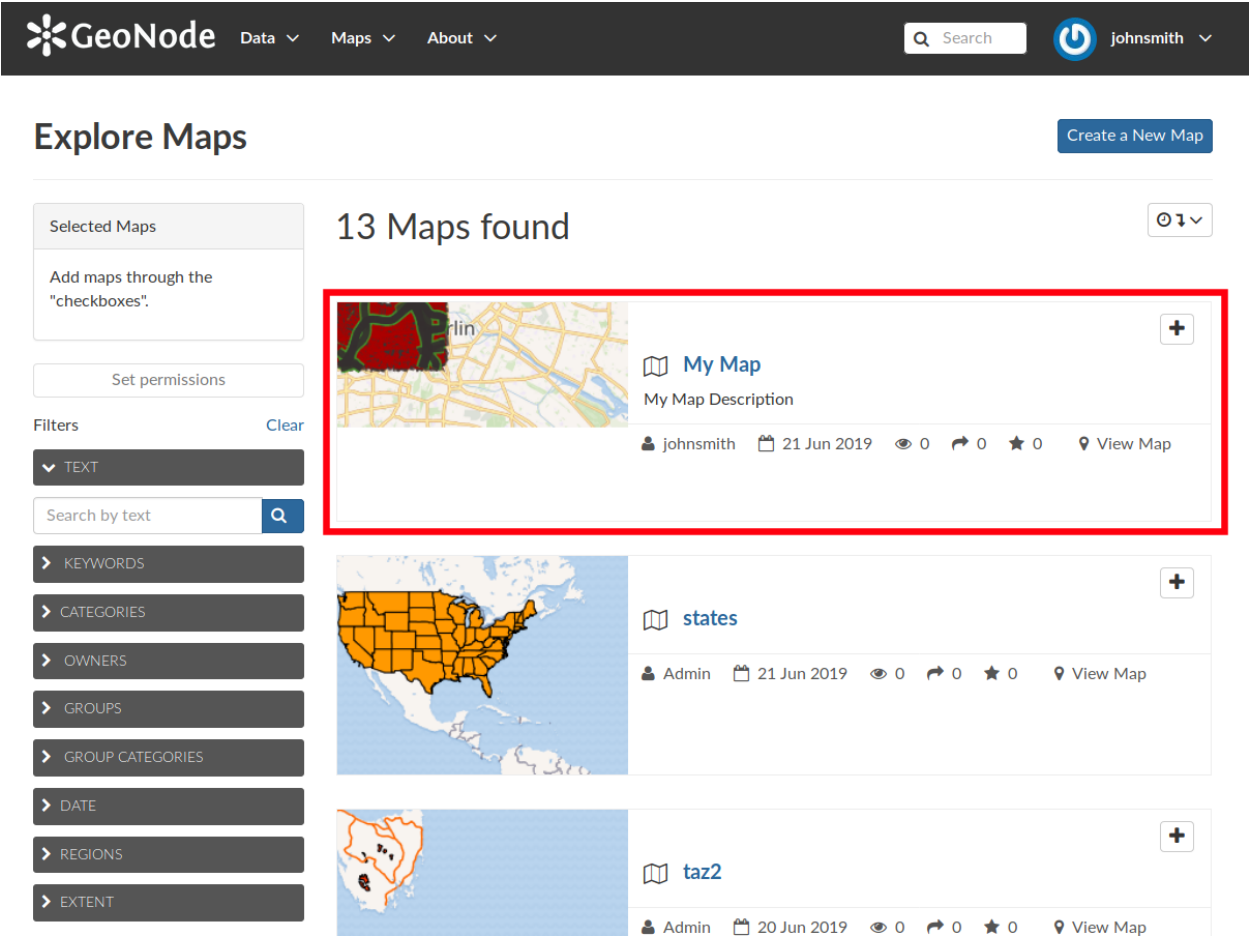 GeoNode Data Maps About Search johnsmith
Explore Maps
Create a New Map
Selected Maps
Add maps through the
"checkboxes".
Set permissions
Filters Clear
TEXT
Search by text
KEYWORDS
CATEGORIES
OWNERS
GROUPS
GROUP CATEGORIES
DATE
REGIONS
EXTENT
13 Maps found
rlin
My Map
My Map Description
johnsmith 21 Jun 2019 0 0 0 View Map
states
Admin 21 Jun 2019 0 0 0 View Map
taz2
Admin 20 Jun 2019 0 0 0 View Map